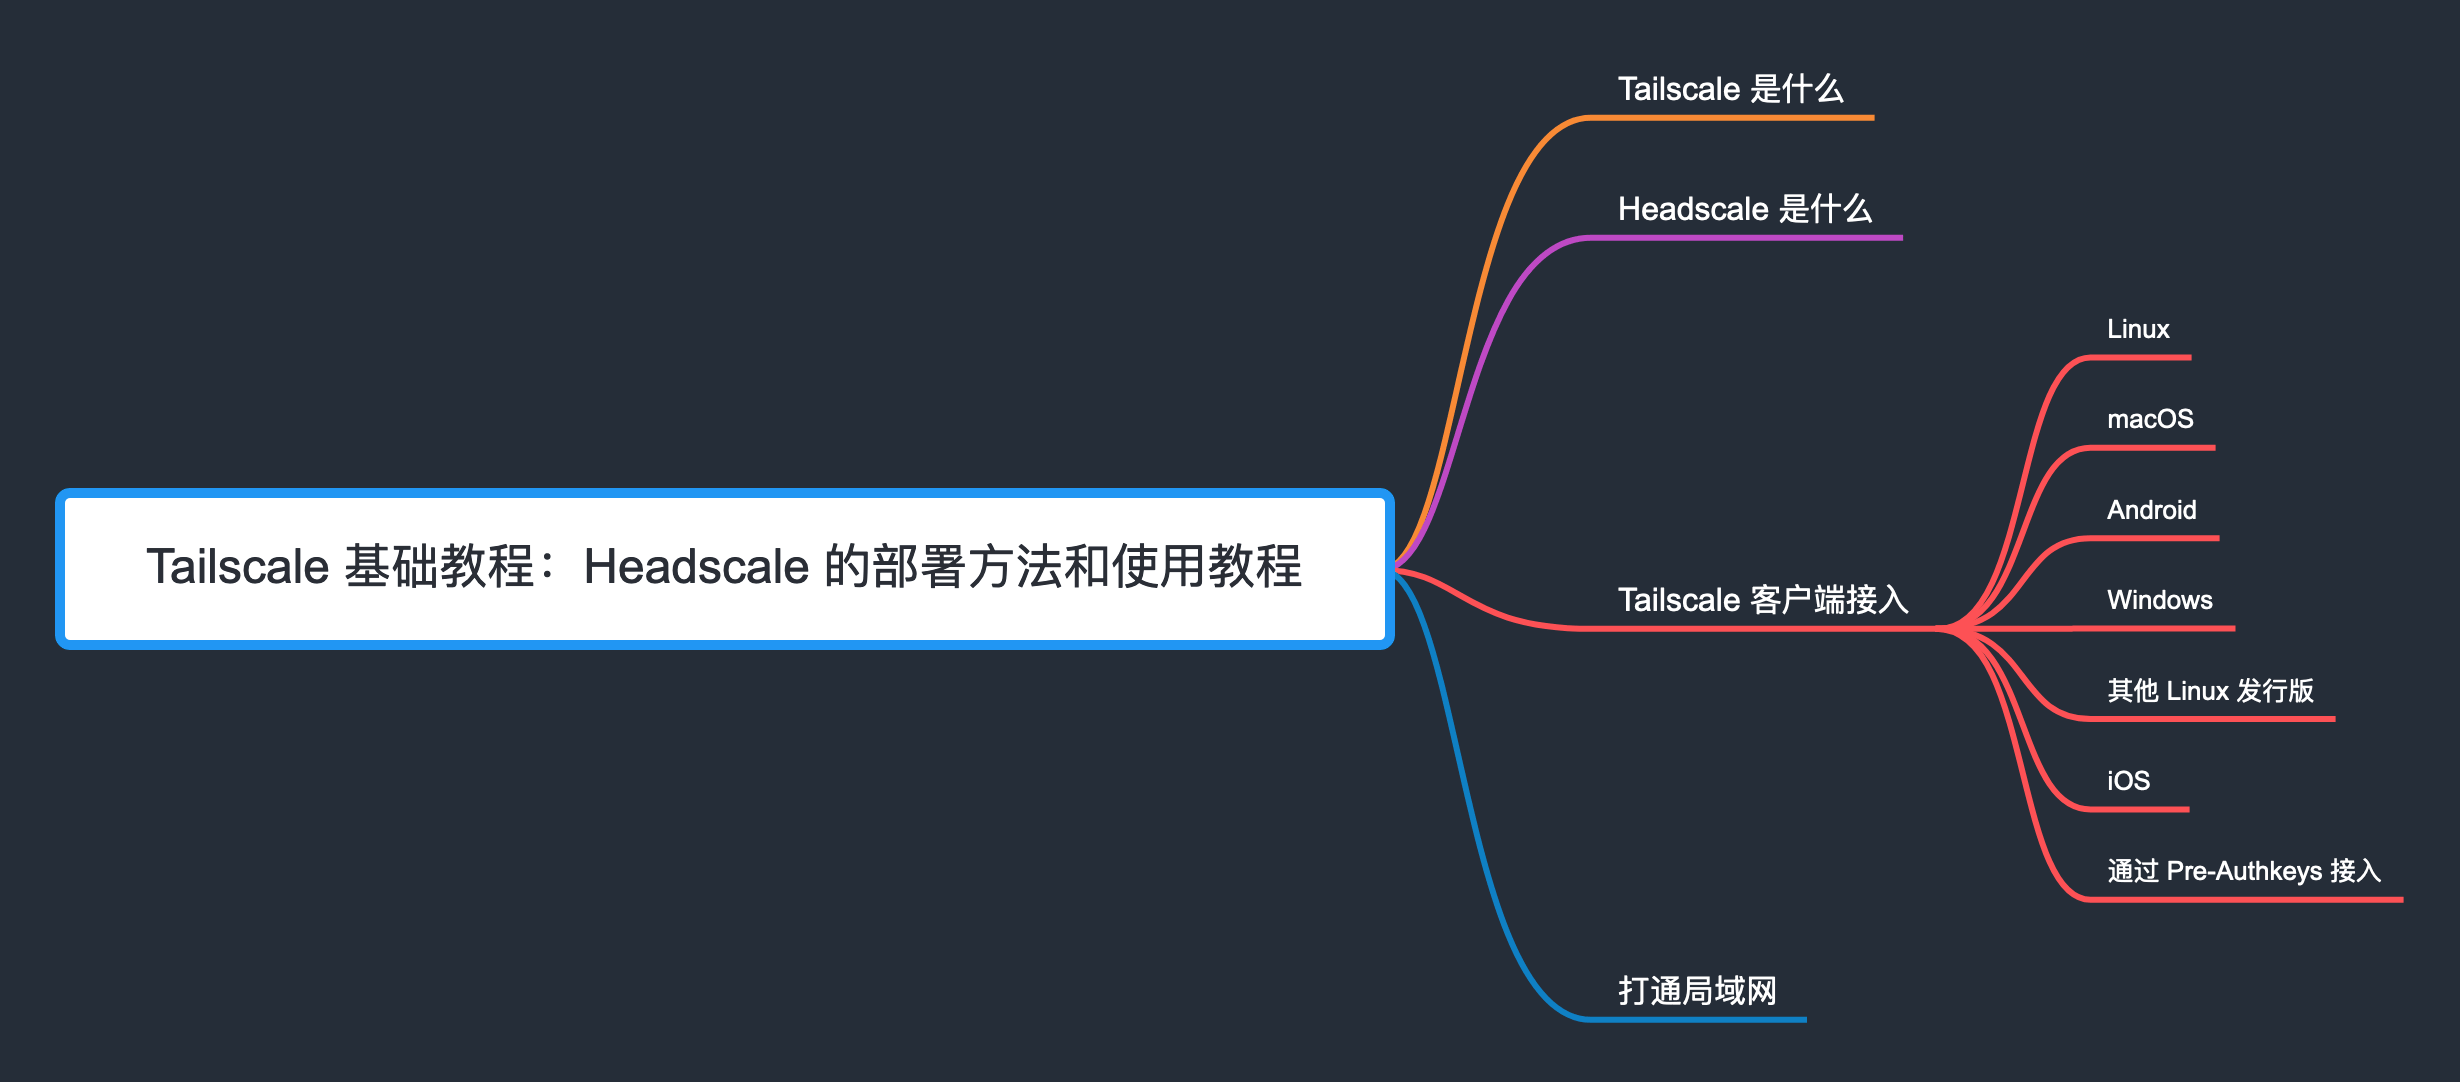 Tailscale 是什么
Headscale 是什么
Tailscale 基础教程：Headscale 的部署方法和使用教程
Tailscale 客户端接入
Linux
macOS
Android
Windows
其他 Linux 发行版
iOS
通过 Pre-Authkeys 接入
打通局域网